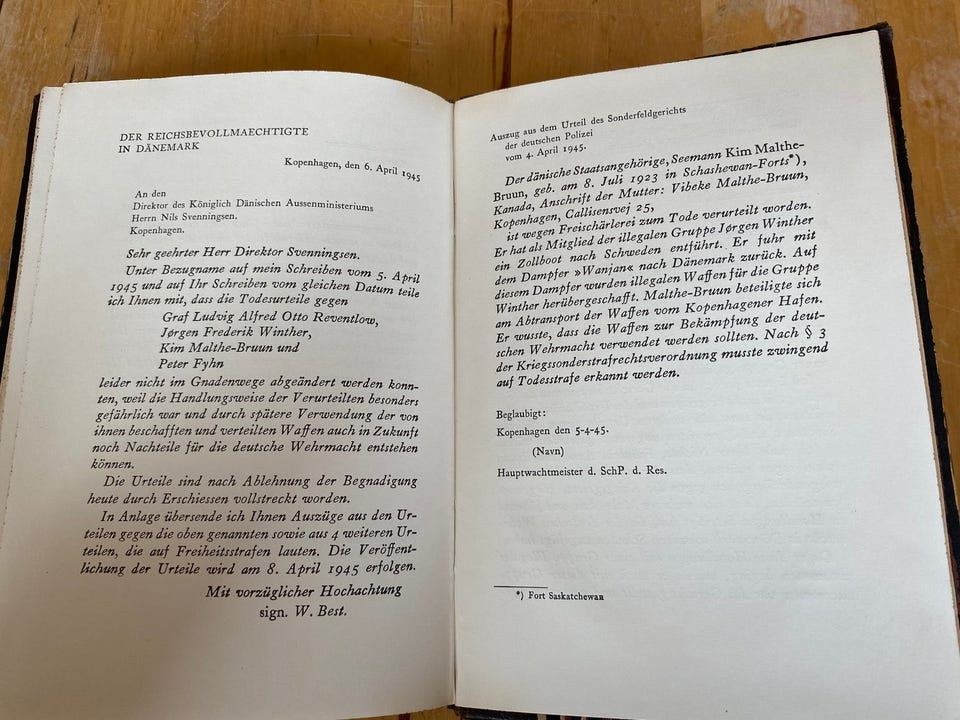 DER REICHSBEVOLLMAECHTIGTE
IN DÄNEMARK
Kopenhagen, den 6. April 1945
An den
Direktor des Königlich Dänischen Aussenministeriums
Herrn Nils Svenningsen.
Kopenhagen.
Sehr geehrter Herr Direktor Svenningsen.
Unter Bezugname auf mein Schreiben vom 5. April
1945 und auf Ihr Schreiben vom gleichen Datum teile
ich Ihnen mit, dass die Todesurteile gegen
Graf Ludvig Alfred Otto Reventlow,
Jørgen Frederik Winther,
Kim Malthe-Bruun und
Peter Fyhn
leider nicht im Gnadenwege abgeändert werden konn-
ten, weil die Handlungsweise der Verurteilten besonders
gefährlich war und durch spätere Verwendung der von
ihnen beschafften und verteilten Waffen auch in Zukunft
noch Nachteile für die deutsche Wehrmacht entstehen
können.
Die Urteile sind nach Ablehnung der Begnadigung
heute durch Erschiessen vollstreckt worden.
In Anlage übersende ich Ihnen Auszüge aus den Ur-
teilen gegen die oben genannten sowie aus 4 weiteren Ur-
teilen, die auf Freiheitsstrafen lauten. Die Veröffent-
lichung der Urteile wird am 8. April 1945 erfolgen.
Mit vorzüglicher Hochachtung
sign. W. Best.
Auszug aus dem Urteil des Sonderfeldgerichts
der deutschen Polizei
vom 4. April 1945.
Der dänische Staatsangehörige, Seemann Kim Malthe-
Bruun, geb. am 8. Juli 1923 in Schashewan-Forts*),
Kanada, Anschrift der Mutter: Vibeke Malthe-Bruun,
Kopenhagen, Callisensvej 25,
ist wegen Freischärlerei zum Tode verurteilt worden.
Er hat als Mitglied der illegalen Gruppe Jørgen Winther
ein Zollboot nach Schweden entführt. Er fuhr mit
dem Dampfer »Wanjan« nach Dänemark zurück. Auf
diesem Dampfer wurden illegalen Waffen für die Gruppe
Winther herübergeschafft. Malthe-Bruun beteiligte sich
am Abtransport der Waffen vom Kopenhagener Hafen.
Er wusste, dass die Waffen zur Bekämpfung der deut-
schen Wehrmacht verwendet werden sollten. Nach § 3
der Kriegssonderstrafrechtsverordnung musste zwingend
auf Todesstrafe erkannt werden.
Beglaubigt:
Kopenhagen den 5-4-45.
(Navn)
Hauptwachtmeister d. SchP. d. Res.
*) Fort Saskatchewan